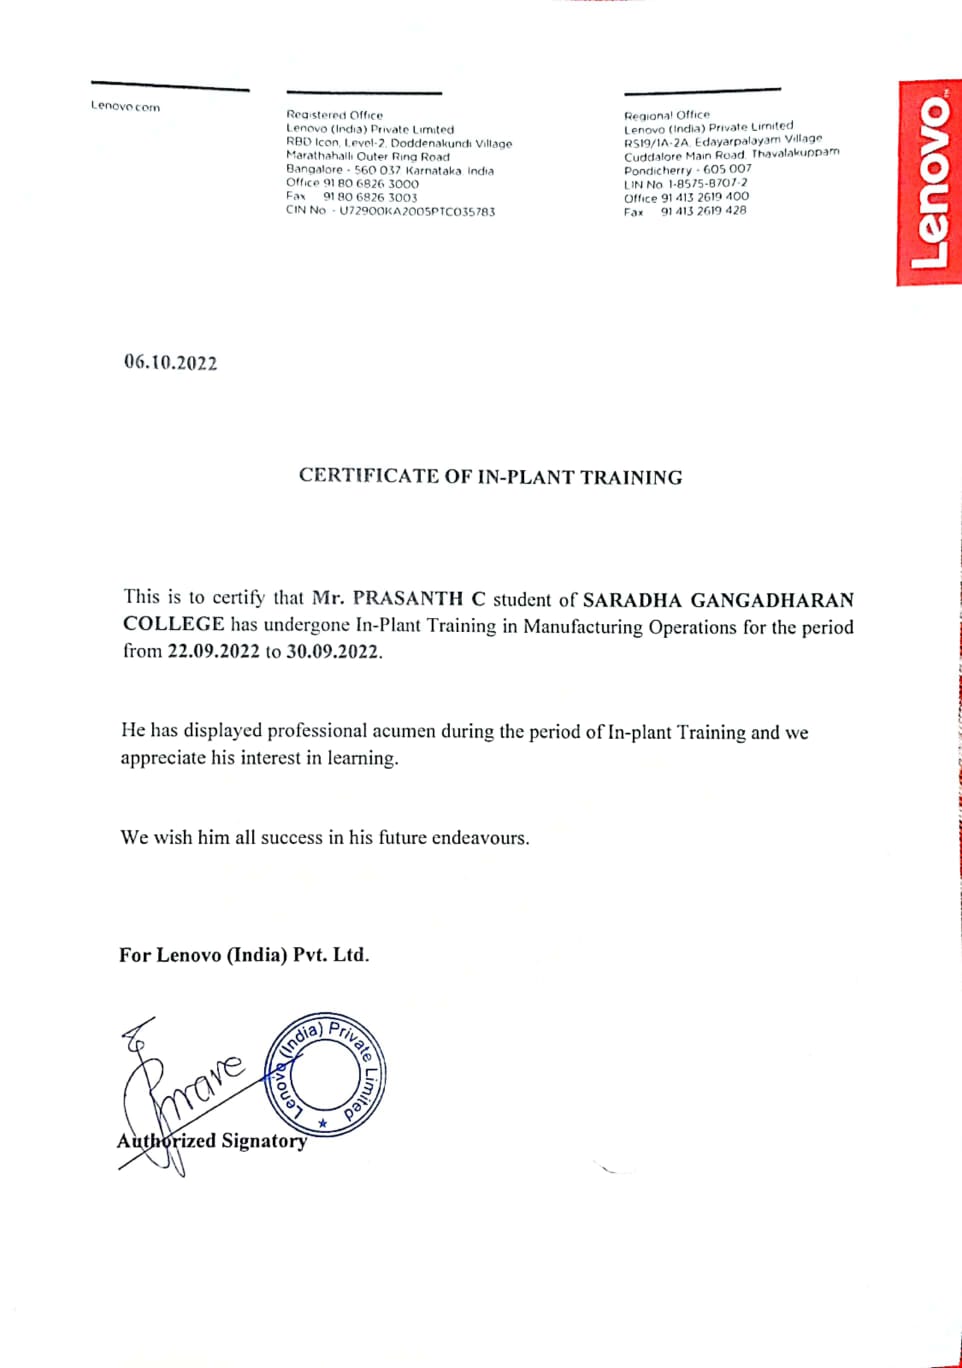 Lenovo.com
Registered Office
Lenovo (India) Private Limited
RBD Icon, Level-2, Doddenakundi Village
Marathahalli Outer Ring Road
Bangalore - 560 037 Karnataka India
Office 91 80 6826 3000
Fax 91 80 6826 3003
CIN No - U72900KA2005PTC035783
Regional Office
Lenovo (India) Private Limited
RS19/1A-2A, Edayarpalayam Village
Cuddalore Main Road, Thavalakuppam
Pondicherry - 605 007
LIN No 1-8575-8707-2
Office 91 413 2619 400
Fax 91 413 2619 428
Lenovo™
06.10.2022
CERTIFICATE OF IN-PLANT TRAINING
This is to certify that Mr. PRASANTH C student of SARADHA GANGADHARAN
COLLEGE has undergone In-Plant Training in Manufacturing Operations for the period
from 22.09.2022 to 30.09.2022.
He has displayed professional acumen during the period of In-plant Training and we
appreciate his interest in learning.
We wish him all success in his future endeavours.
For Lenovo (India) Pvt. Ltd.
Lenovo (India) Private Limited
Authorized Signatory